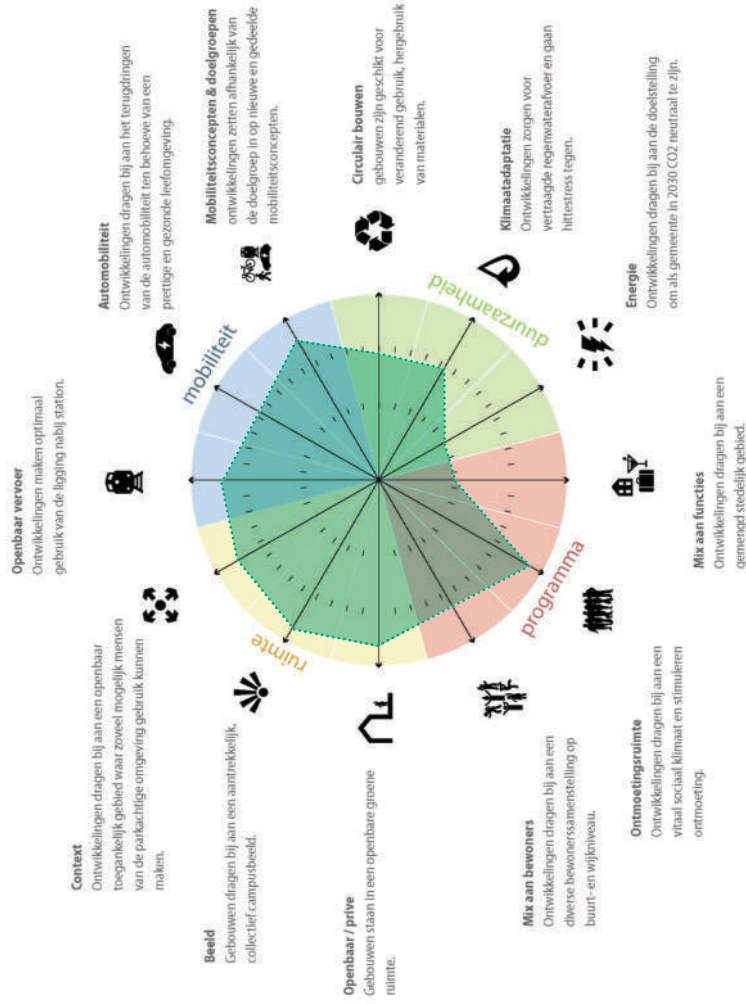 Openbaar vervoer
Ontwikkelingen maken optimaal
gebruik van de ligging nabij station.
Automobiliteit
Ontwikkelingen dragen bij aan het terugdringen
van de automobiliteit ten behoeve van een
prettige en gezonde leefomgeving.
Mobiliteitsconcepten & doelgroepen
ontwikkelingen zetten afhankelijk van
de doelgroep in op nieuwe en gedeelde
mobiliteitsconcepten.
Circulair bouwen
gebouwen zijn geschikt voor
veranderend gebruik, hergebruik
van materialen.
Klimaatadaptatie
Ontwikkelingen zorgen voor
vertraagde regenwaterafvoer en gaan
hittestress tegen.
Energie
Ontwikkelingen dragen bij aan de doelstelling
om als gemeente in 2030 CO2 neutraal te zijn.
Mix aan functies
Ontwikkelingen dragen bij aan een
gemengd stedelijk gebied.
Ontmoetingsruimte
Ontwikkelingen dragen bij aan een
vitaal sociaal klimaat en stimuleren
ontmoeting.
Mix aan bewoners
Ontwikkelingen dragen bij aan een
diverse bewonerssamenstelling op
buurt- en wijkniveau.
Openbaar / prive
Gebouwen staan in een openbare groene
ruimte.
Beeld
Gebouwen dragen bij aan een aantrekkelijk,
collectief campusbeeld.
Context
Ontwikkelingen dragen bij aan een openbaar
toegankelijk gebied waar zoveel mogelijk mensen
van de parkachtige omgeving gebruik kunnen
maken.
mobiliteit
duurzaamheid
programma
ruimte